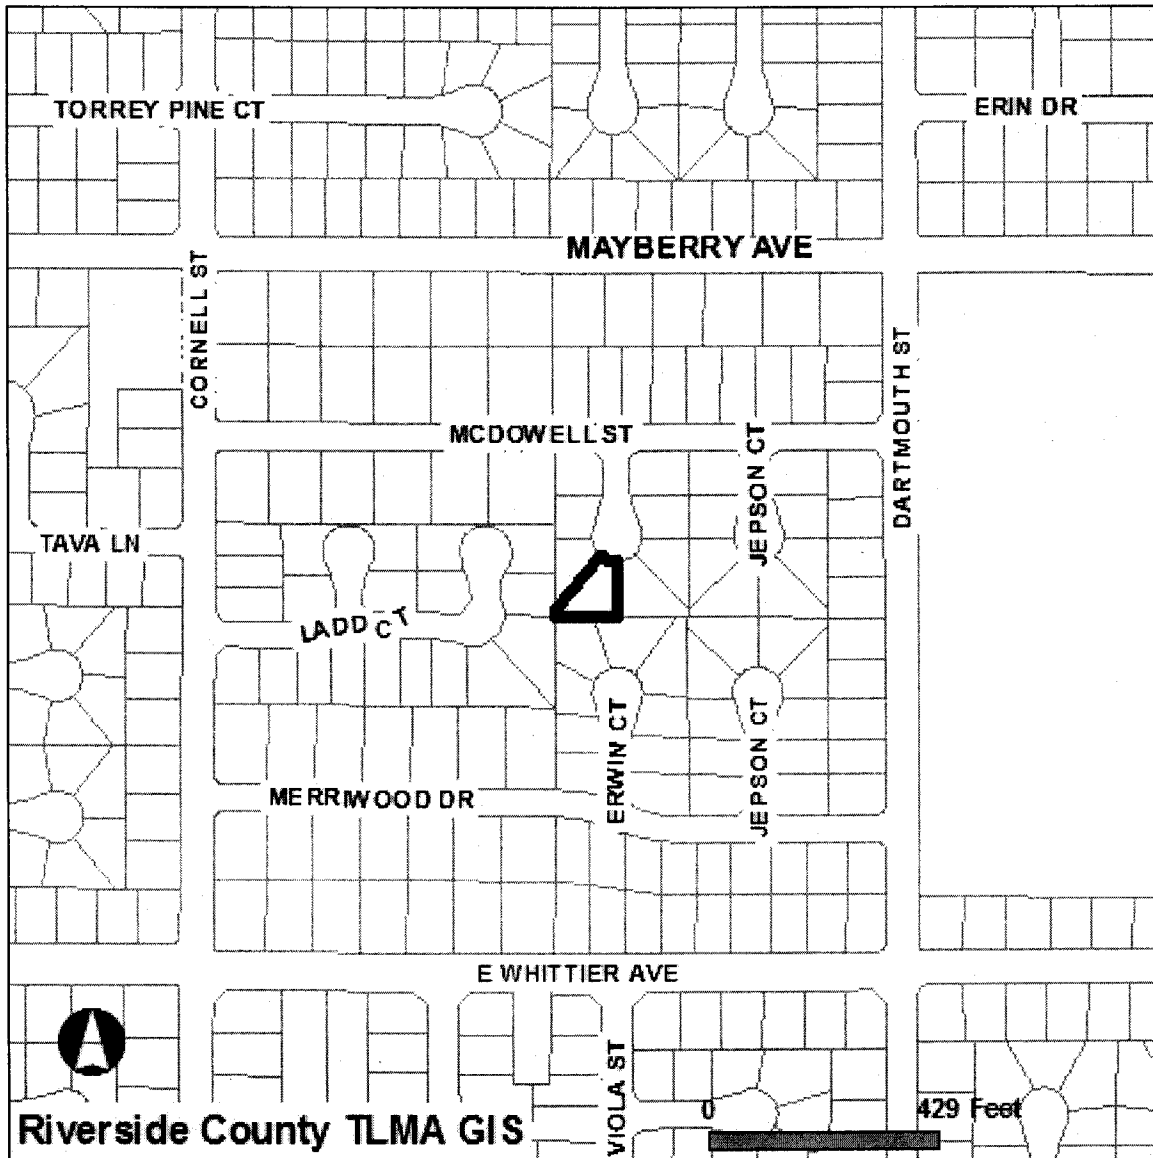 TORREY PINE CT
ERIN DR
MAYBERRY AVE
CORNELL ST
DARTMOUTH ST
MCDOWELL ST
JEPSON CT
TAVA LN
LADD CT
ERWIN CT
JEPSON CT
MERRIWOOD DR
E WHITTIER AVE
VIOLA ST
0
429 Feet
Riverside County TLMA GIS